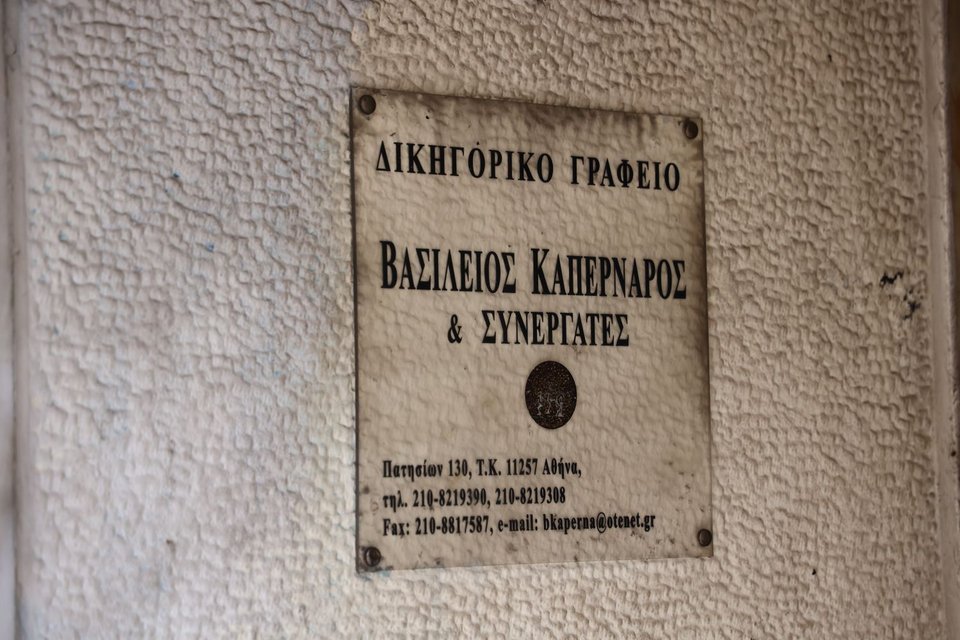 ΔΙΚΗΓΟΡΙΚΟ ΓΡΑΦΕΙΟ
ΒΑΣΙΛΕΙΟΣ ΚΑΠΕΡΝΑΡΟΣ
& ΣΥΝΕΡΓΑΤΕΣ
Πατησίων 130, Τ.Κ. 11257 Αθήνα,
τηλ. 210-8219390, 210-8219308
Fax: 210-8817587, e-mail: bkaperna@otenet.gr